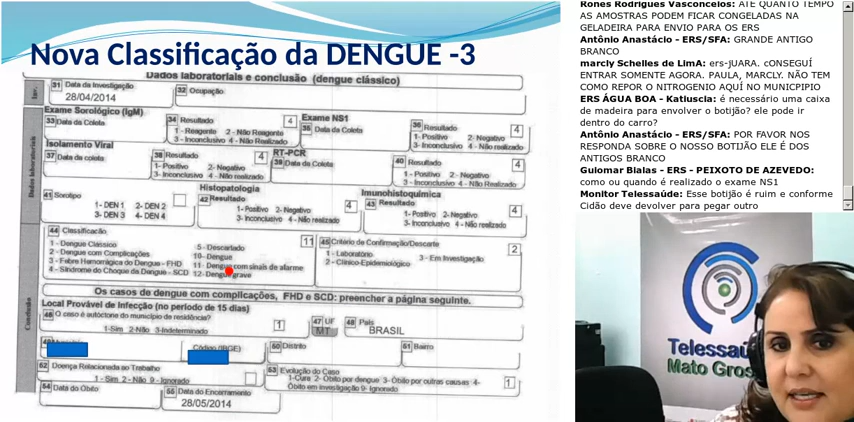 Nova Classificação da DENGUE -3
Dados laboratoriais e conclusão (dengue clássico)
Inv.
31 Data da Investigação
28/04/2014
32 Ocupação
Dados laboratoriais
Exame Sorológico (IgM)
33 Data da Coleta
34 Resultado
4
1 - Reagente 2 - Não Reagente
3 - Inconclusivo 4 - Não realizado
Exame NS1
35 Data da Coleta
36 Resultado
4
1- Positivo 2- Negativo
3- Inconclusivo 4 - Não realizado
Isolamento Viral
37 Data da coleta
38 Resultado
4
1 - Positivo 2- Negativo
3- Inconclusivo 4 - Não realizado
RT-PCR
39 Data da Coleta
40 Resultado
4
1- Positivo 2 - Negativo
3- Inconclusivo 4 - Não Realizado
41 Sorotipo
1- DEN 1 2- DEN 2
3- DEN 3 4- DEN 4
Histopatologia
42 Resultado
4
1- Positivo 2- Negativo
3- Inconclusivo 4 - Não realizado
Imunohistoquímica
43 Resultado
4
1- Positivo 2- Negativo
3- Inconclusivo 4 - Não realizado
Conclusão
44 Classificação
11
1 - Dengue Clássico
2 - Dengue com Complicações
3 - Febre Hemorrágica do Dengue - FHD
4 - Síndrome do Choque da Dengue - SCD
5- Descartado
10- Dengue
11- Dengue com sinais de alarme
12- Dengue grave
45 Critério de Confirmação/Descarte
2
1 - Laboratório
2 - Clínico-Epidemiológico
3 - Em Investigação
Os casos de dengue com complicações, FHD e SCD: preencher a página seguinte.
Local Provável de Infecção (no período de 15 dias)
46 O caso é autóctone do município de residência?
1-Sim 2-Não 3-Indeterminado
1
47 UF
MT
48 País
BRASIL
Código (IBGE)
50 Distrito
51 Bairro
52 Doença Relacionada ao Trabalho
1 - Sim 2 - Não 9 - Ignorado
53 Evolução do Caso
1-Cura 2- Óbito por dengue 3- Óbito por outras causas 4-
Óbito em investigação 9- Ignorado
1
54 Data do Óbito
55 Data do Encerramento
28/05/2014
Rones Rodrigues Vasconcelos: ATÉ QUANTO TEMPO
AS AMOSTRAS PODEM FICAR CONGELADAS NA
GELADEIRA PARA ENVIO PARA OS ERS
Antônio Anastácio - ERS/SFA: GRANDE ANTIGO
BRANCO
marcly Schelles de LimA: ers-jUARA. cONSEGUÍ
ENTRAR SOMENTE AGORA. PAULA, MARCLY. NÃO TEM
COMO REPOR O NITROGENIO AQUÍ NO MUNICIPIO
ERS ÁGUA BOA - Katiuscia: é necessário uma caixa
de madeira para envolver o botijão? ele pode ir
dentro do carro?
Antônio Anastácio - ERS/SFA: POR FAVOR NOS
RESPONDA SOBRE O NOSSO BOTIJÃO ELE É DOS
ANTIGOS BRANCO
Guiomar Bialas - ERS - PEIXOTO DE AZEVEDO:
como ou quando é realizado o exame NS1
Monitor Telessaúde: Esse botijão é ruim e conforme
Cidão deve devolver para pegar outro
Telessaú
Mato Gros